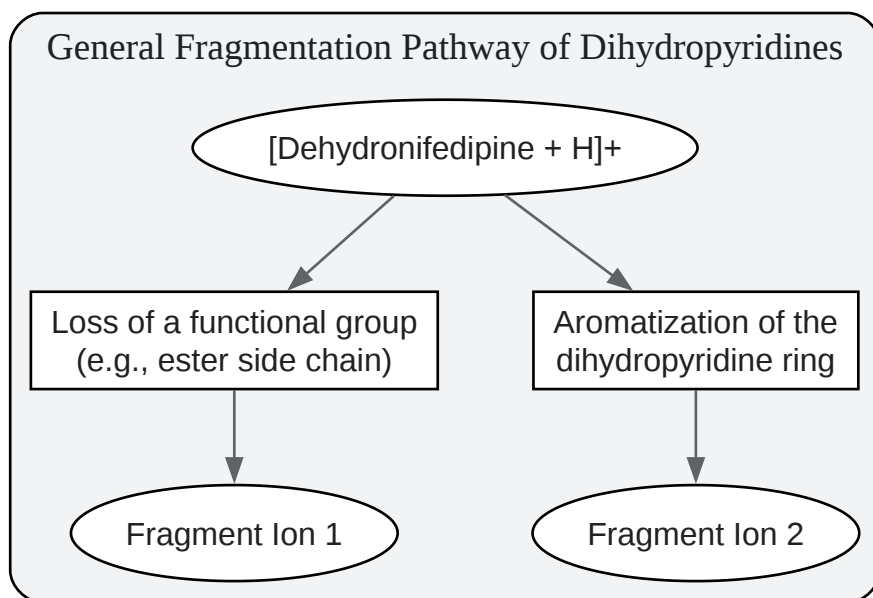 General Fragmentation Pathway of Dihydropyridines
[Dehydronifedipine + H]+
Loss of a functional group
(e.g., ester side chain)
Aromatization of the
dihydropyridine ring
Fragment Ion 1
Fragment Ion 2